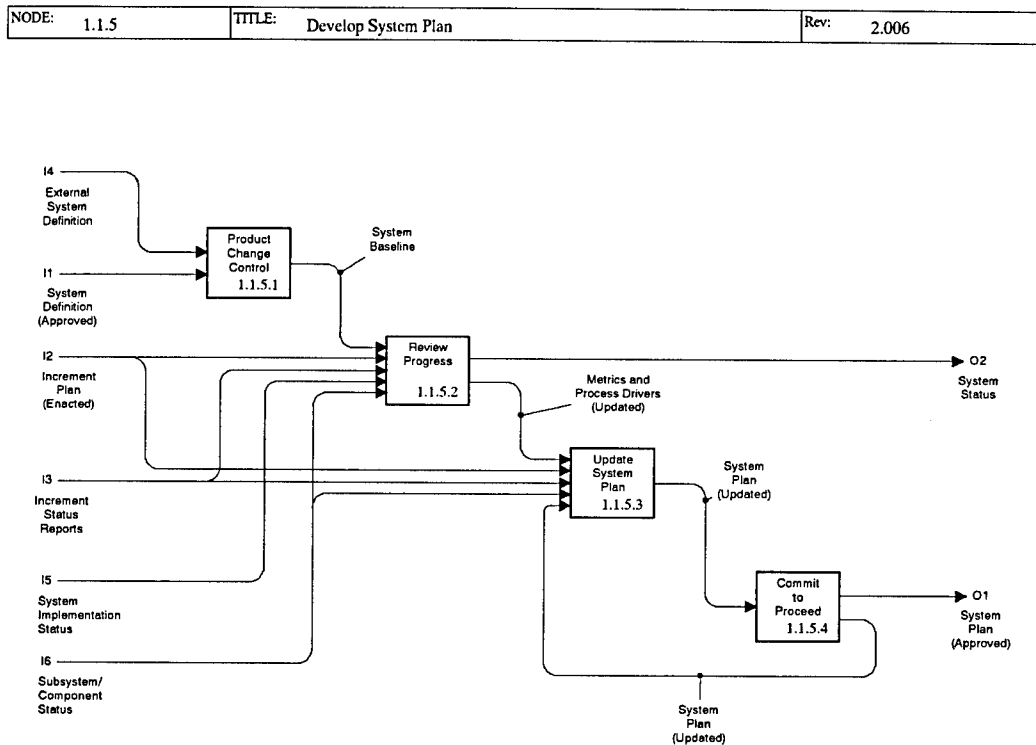 NODE: 1.1.5 TITLE: Develop System Plan Rev: 2.006
I4
External
System
Definition
Product
Change
Control
1.1.5.1
System
Baseline
I1
System
Definition
(Approved)
I2
Increment
Plan
(Enacted)
Review
Progress
1.1.5.2
O2
System
Status
Metrics and
Process Drivers
(Updated)
I3
Increment
Status
Reports
Update
System
Plan
1.1.5.3
System
Plan
(Updated)
I5
System
Implementation
Status
Commit
to
Proceed
1.1.5.4
O1
System
Plan
(Approved)
I6
Subsystem/
Component
Status
System
Plan
(Updated)